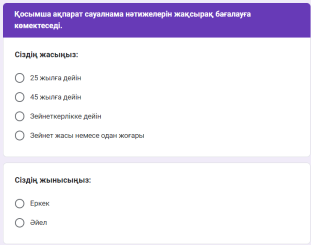 Қосымша ақпарат сауалнама нәтижелерін жақсырақ бағалауға
көмектеседі.
Сіздің жасыңыз:
25 жылға дейін
45 жылға дейін
Зейнеткерлікке дейін
Зейнет жасы немесе одан жоғары
Сіздің жынысыңыз:
Еркек
Әйел